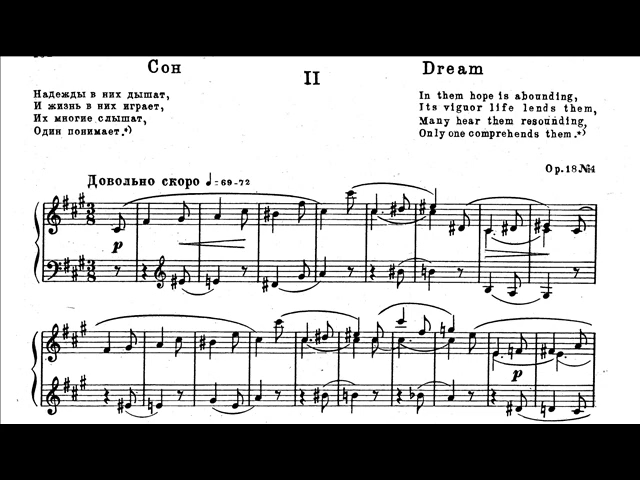 Сон
II
Dream
Надежды в них дышат,
И жизнь в них играет,
Их многие слышат,
Один понимает.*)
In them hope is abounding,
Its vigour life lends them,
Many hear them resounding,
Only one comprehends them.*)
Op.18 №4
Довольно скоро ♩.=69-72
p
p